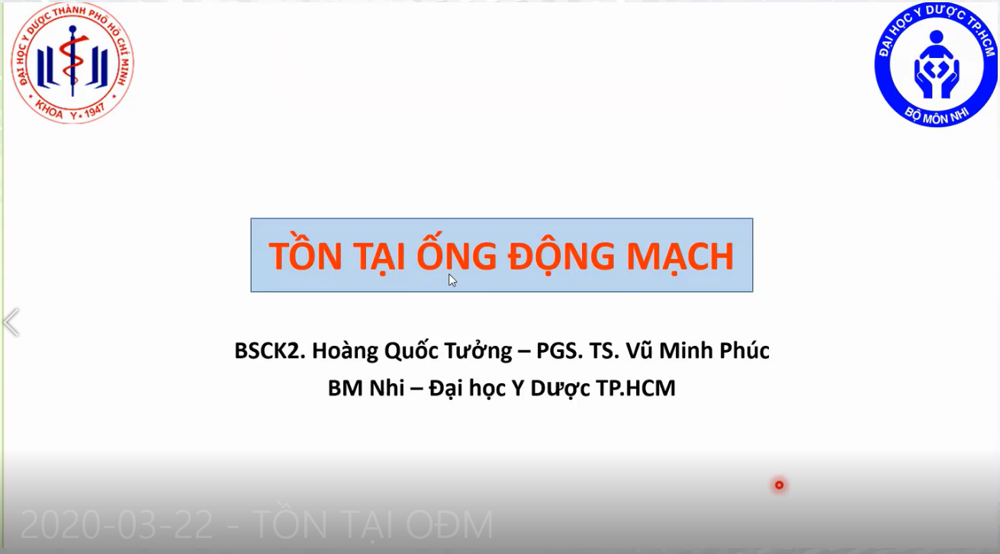 ĐẠI HỌC Y DƯỢC THÀNH PHỐ HỒ CHÍ MINH
KHOA Y • 1947
ĐẠI HỌC Y DƯỢC TP.HCM
BỘ MÔN NHI
TỒN TẠI ỐNG ĐỘNG MẠCH
BSCK2. Hoàng Quốc Tưởng – PGS. TS. Vũ Minh Phúc
BM Nhi – Đại học Y Dược TP.HCM
2020-03-22 - TỒN TẠI OĐM